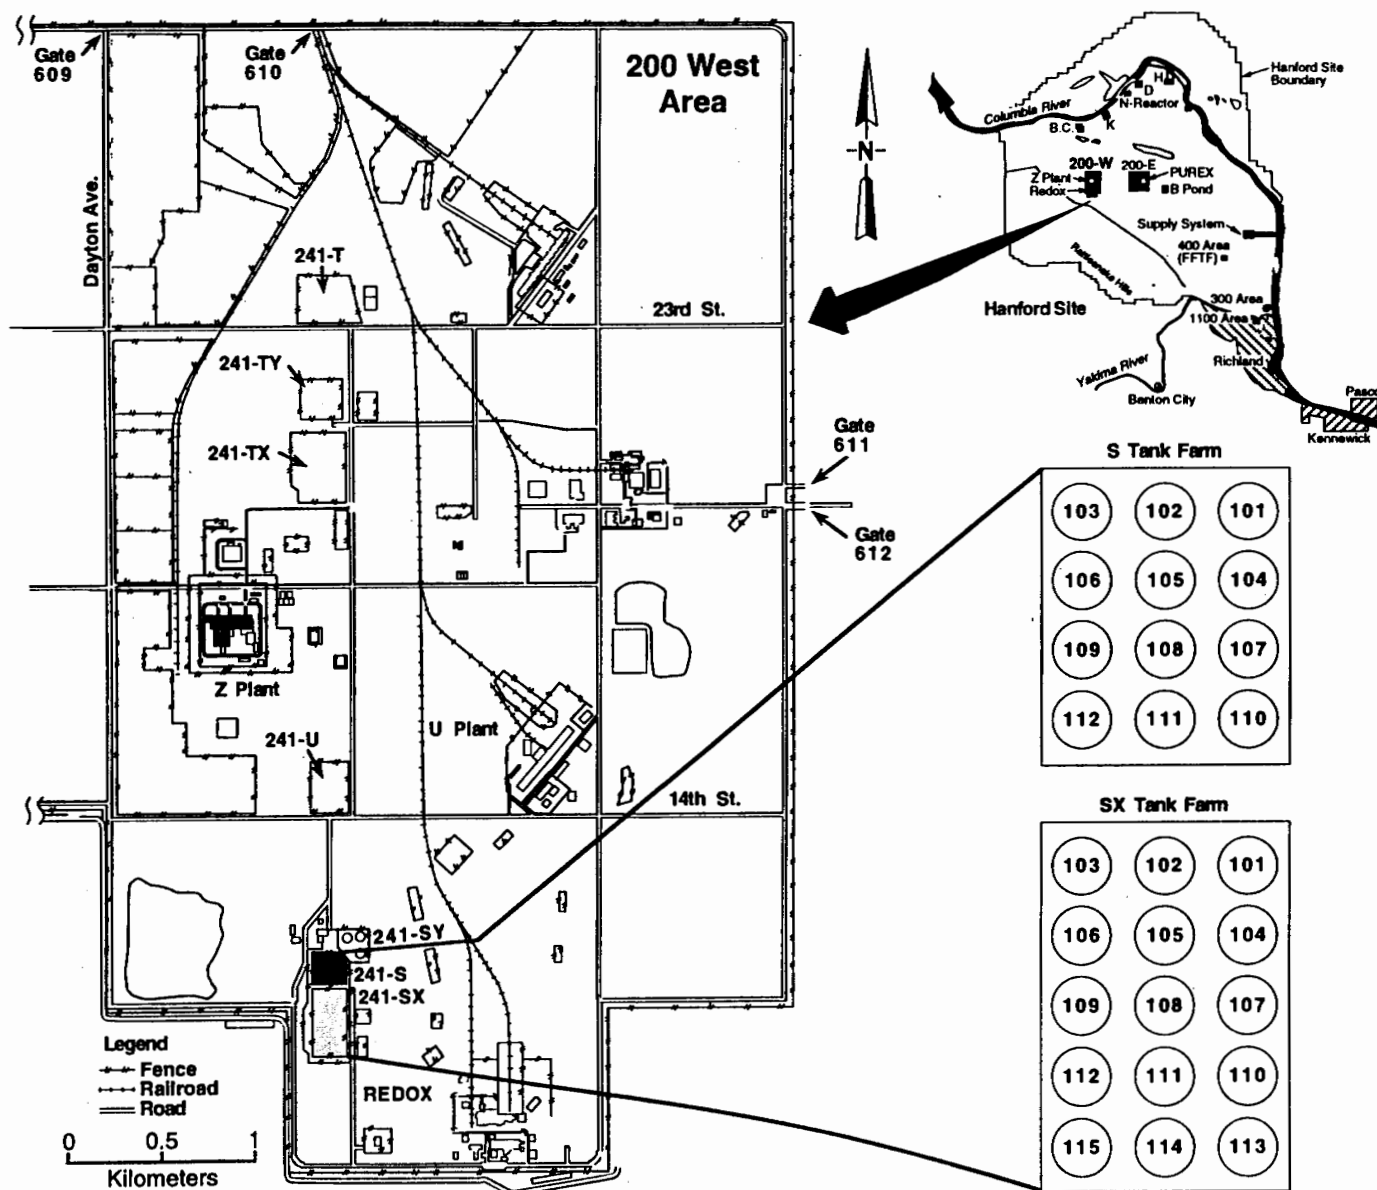 Gate
609
Gate
610
200 West
Area
Dayton Ave.
241-T
23rd St.
241-TY
241-TX
Gate
611
Gate
612
Z Plant
U Plant
241-U
14th St.
241-SY
241-S
241-SX
REDOX
Legend
Fence
Railroad
Road
0 0.5 1
Kilometers
N
Hanford Site
Boundary
Columbia River
H
D
N-Reactor
K
B.C.
200-W
200-E
Z Plant
PUREX
Redox
B Pond
Supply System
400 Area
(FFTF)
Rattlesnake Hills
300 Area
Hanford Site
1100 Area
Richland
Yakima River
Benton City
Pasco
Kennewick
S Tank Farm
103 102 101
106 105 104
109 108 107
112 111 110
SX Tank Farm
103 102 101
106 105 104
109 108 107
112 111 110
115 114 113